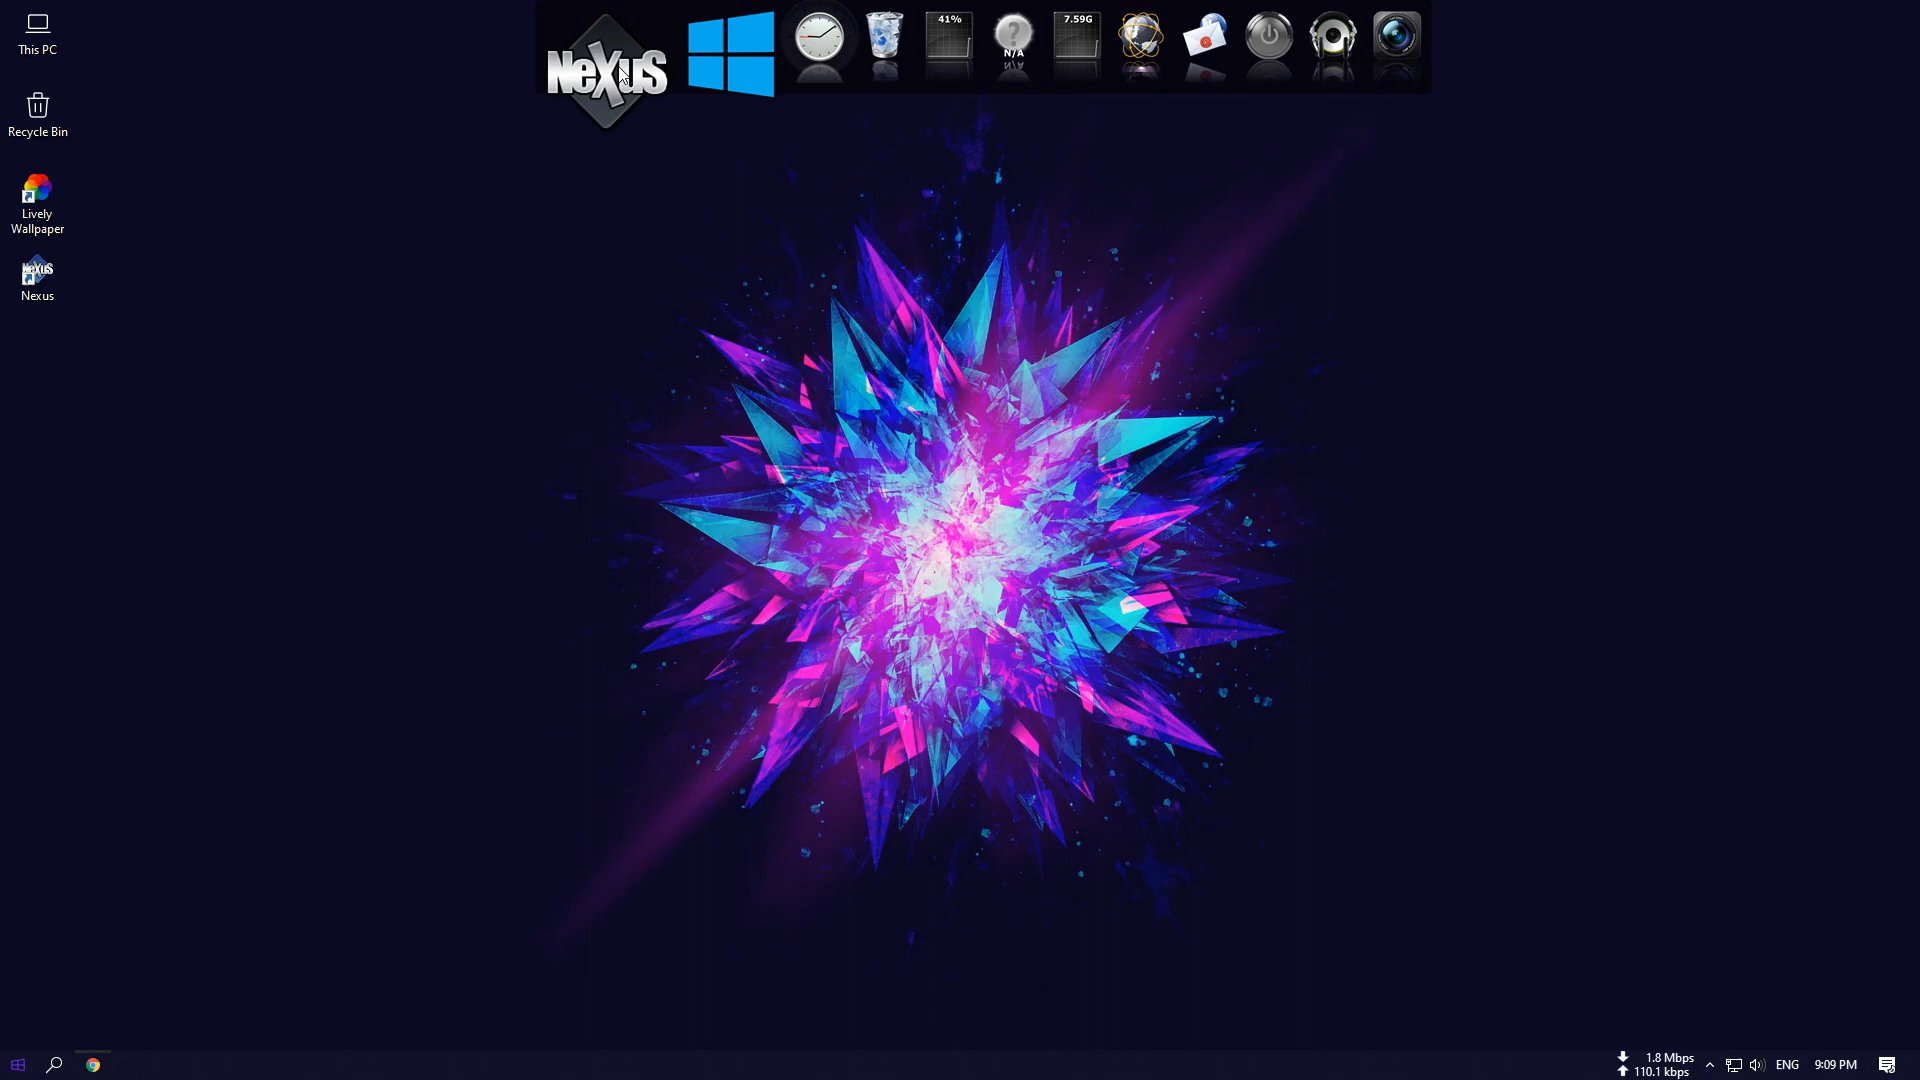 This PC
Recycle Bin
Lively
Wallpaper
NeXuS
Nexus
NeXuS
41%
?
N/A
7.59G
1.8 Mbps
110.1 kbps
ENG
9:09 PM